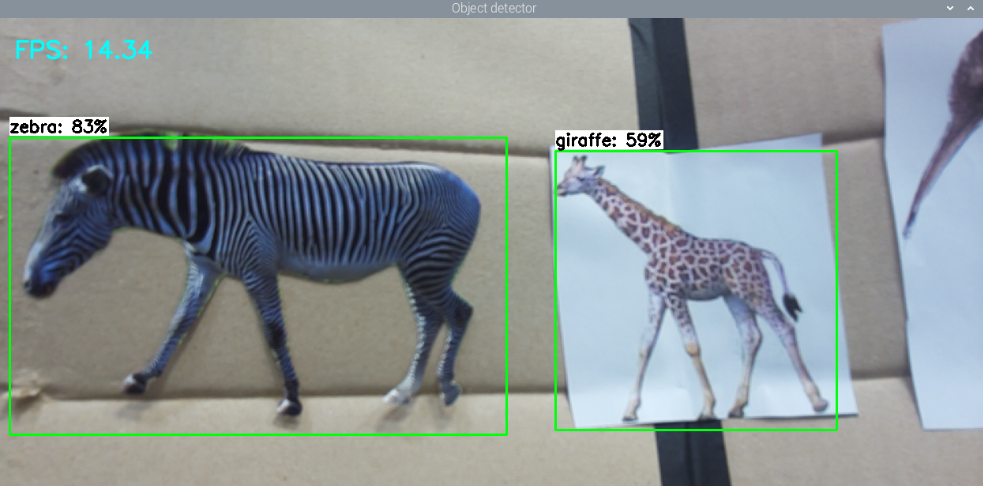 Object detector
FPS: 14.34
zebra: 83%
giraffe: 59%